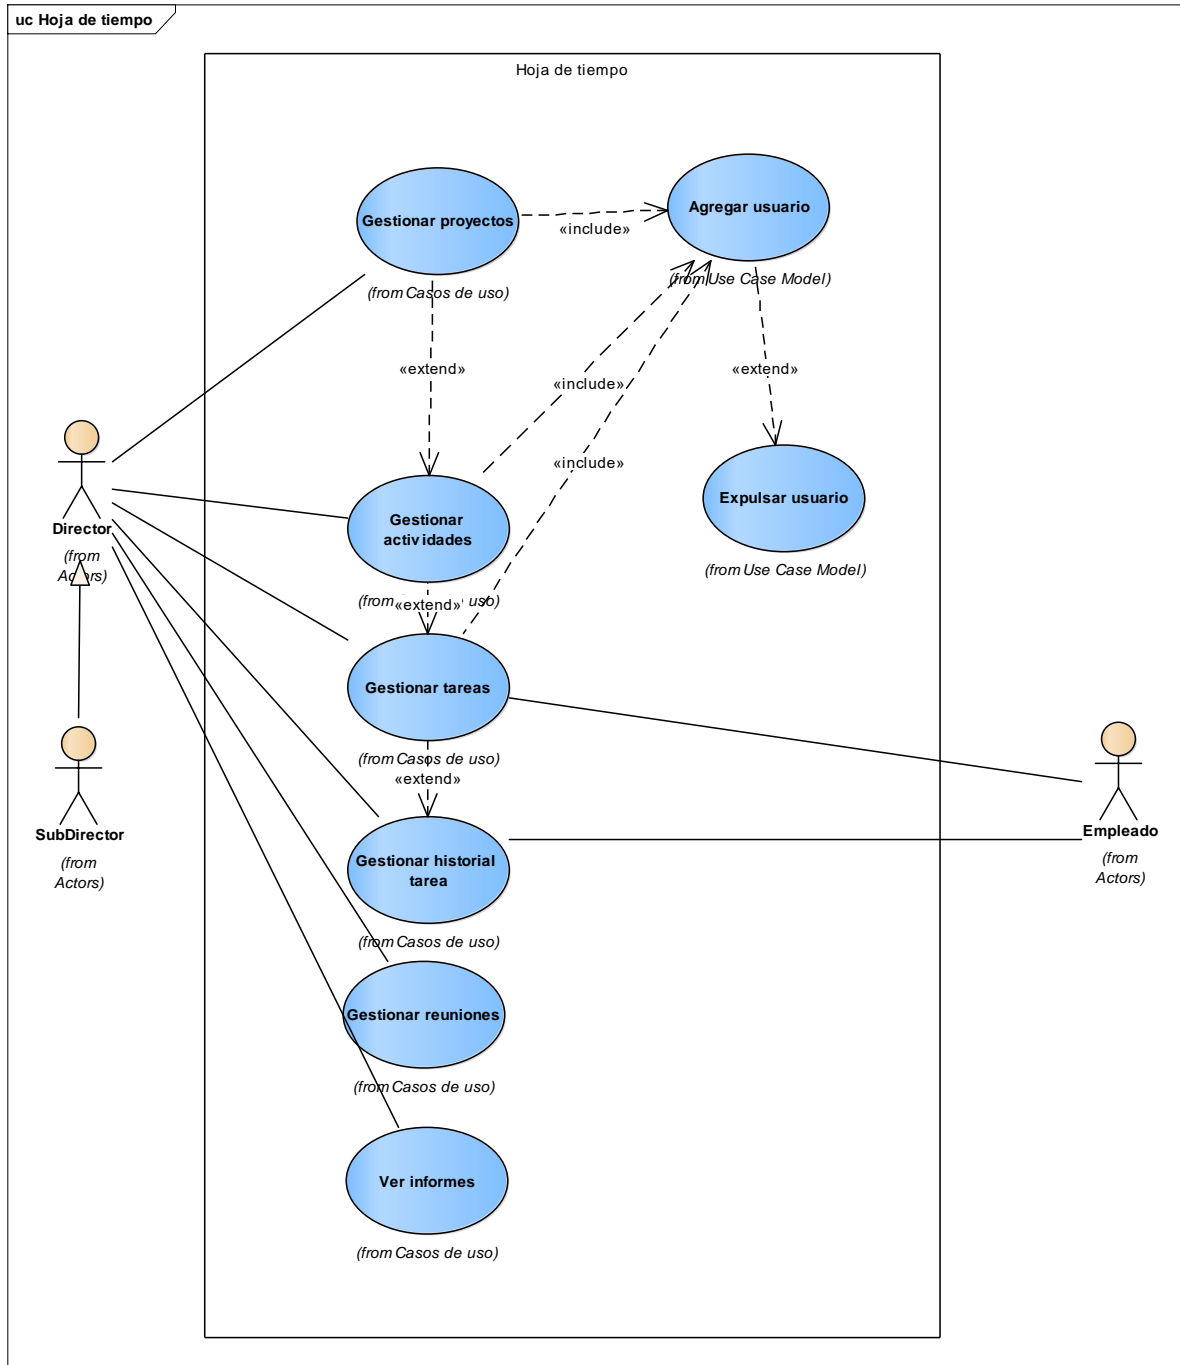 uc Hoja de tiempo
Hoja de tiempo
Gestionar proyectos
(from Casos de uso)
«include»
Agregar usuario
(from Use Case Model)
«extend»
«include»
«include»
«extend»
Expulsar usuario
(from Use Case Model)
Director
(from
Actors)
Gestionar
actividades
(from uso)
«extend»
Gestionar tareas
(from Casos de uso)
«extend»
SubDirector
(from
Actors)
Empleado
(from
Actors)
Gestionar historial
tarea
(from Casos de uso)
Gestionar reuniones
(from Casos de uso)
Ver informes
(from Casos de uso)